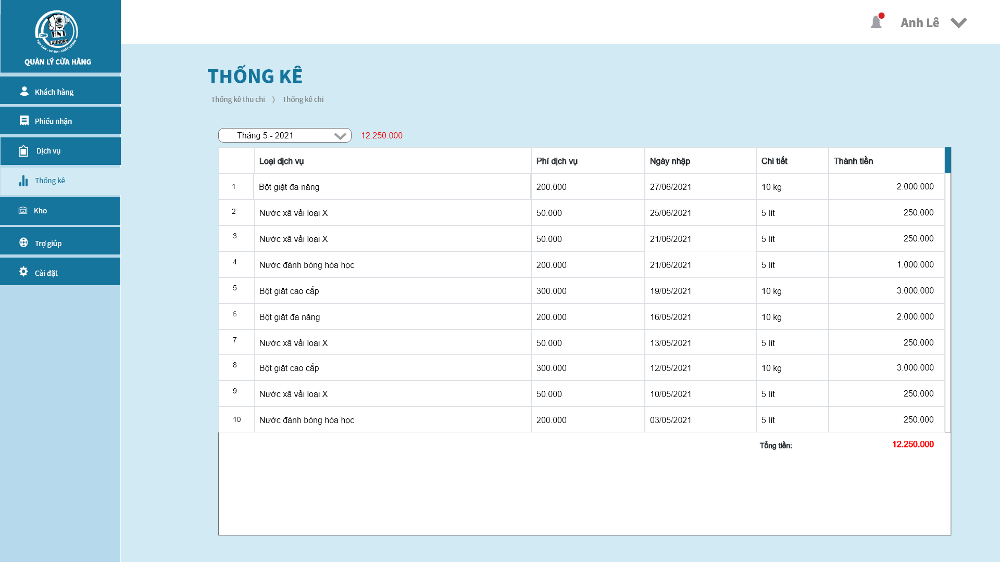 HNI
LAUNDRY
TẬN TÂM - UY TÍN - CHẤT LƯỢNG
QUẢN LÝ CỬA HÀNG
Khách hàng
Phiếu nhận
Dịch vụ
Thống kê
Kho
Trợ giúp
Cài đặt
Anh Lê
THỐNG KÊ
Thống kê thu chi 〉 Thống kê chi
Tháng 5 - 2021 12.250.000
Loại dịch vụ Phí dịch vụ Ngày nhập Chi tiết Thành tiền
1 Bột giặt đa năng 200.000 27/06/2021 10 kg 2.000.000
2 Nước xã vải loại X 50.000 25/06/2021 5 lít 250.000
3 Nước xã vải loại X 50.000 21/06/2021 5 lít 250.000
4 Nước đánh bóng hóa học 200.000 21/06/2021 5 lít 1.000.000
5 Bột giặt cao cấp 300.000 19/05/2021 10 kg 3.000.000
6 Bột giặt đa năng 200.000 16/05/2021 10 kg 2.000.000
7 Nước xã vải loại X 50.000 13/05/2021 5 lít 250.000
8 Bột giặt cao cấp 300.000 12/05/2021 10 kg 3.000.000
9 Nước xã vải loại X 50.000 10/05/2021 5 lít 250.000
10 Nước đánh bóng hóa học 200.000 03/05/2021 5 lít 250.000
Tổng tiền: 12.250.000